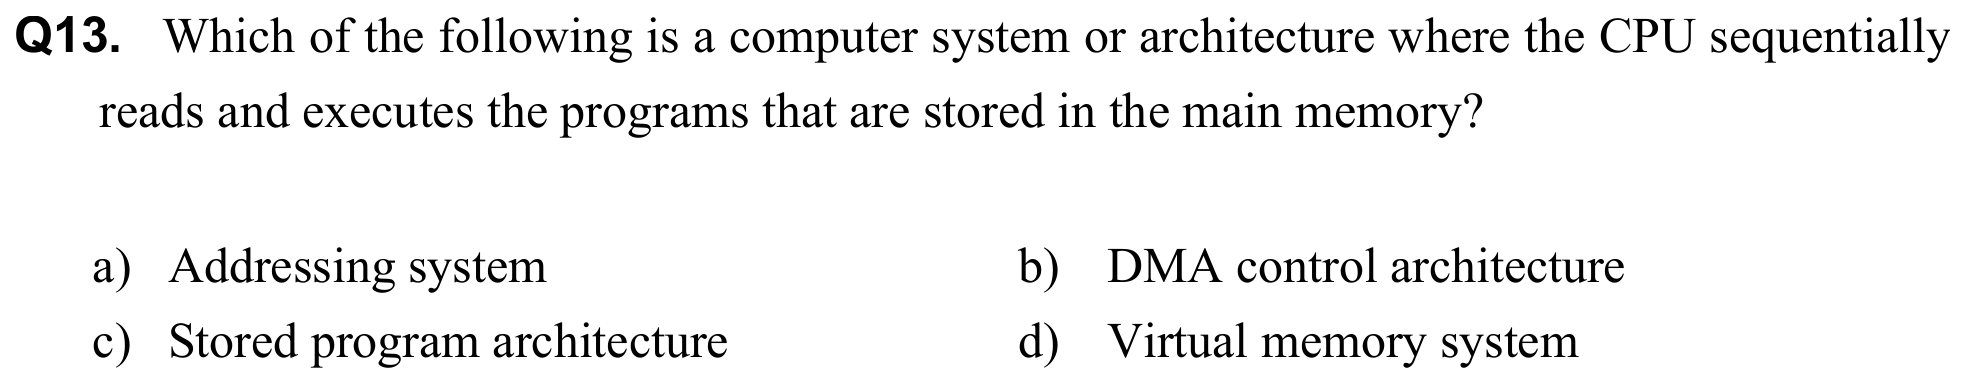 Q13. Which of the following is a computer system or architecture where the CPU sequentially
reads and executes the programs that are stored in the main memory?
a) Addressing system b) DMA control architecture
c) Stored program architecture d) Virtual memory system